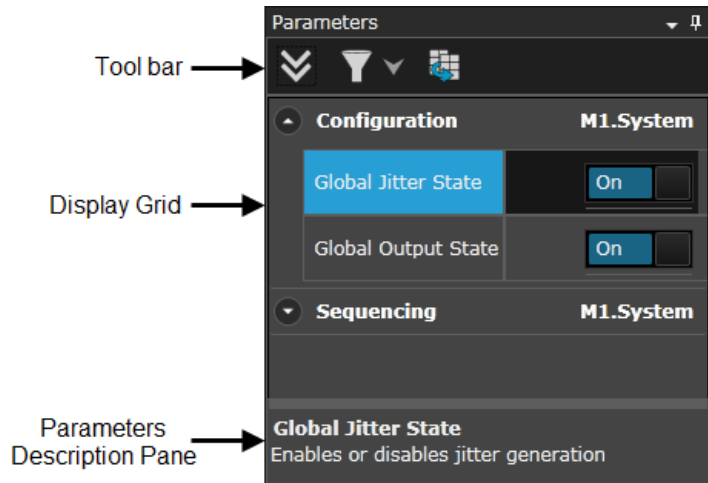 Parameters
Tool bar
Configuration M1.System
Global Jitter State On
Display Grid
Global Output State On
Sequencing M1.System
Parameters
Description Pane
Global Jitter State
Enables or disables jitter generation